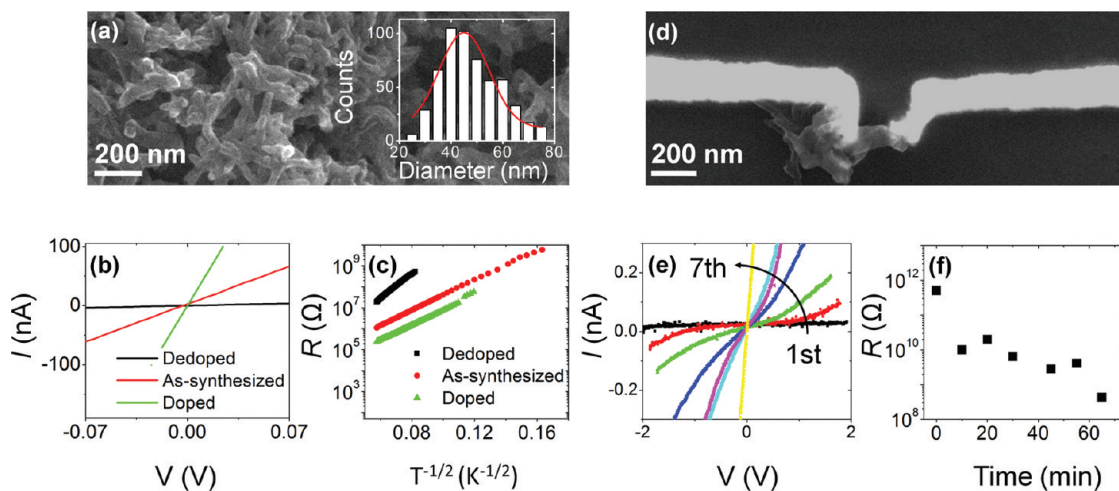 (a)
200 nm
Counts
100
50
0
20 40 60 80
Diameter (nm)
(d)
200 nm
(b)
I (nA)
100
0
-100
Dedoped
As-synthesized
Doped
-0.07 0.00 0.07
V (V)
(c)
R (Ω)
10⁹
10⁷
10⁵
10³
Dedoped
As-synthesized
Doped
0.08 0.12 0.16
T⁻¹/² (K⁻¹/²)
(e)
7th
1st
I (nA)
0.2
0.0
-0.2
-2 0 2
V (V)
(f)
R (Ω)
10¹²
10¹⁰
10⁸
0 20 40 60
Time (min)